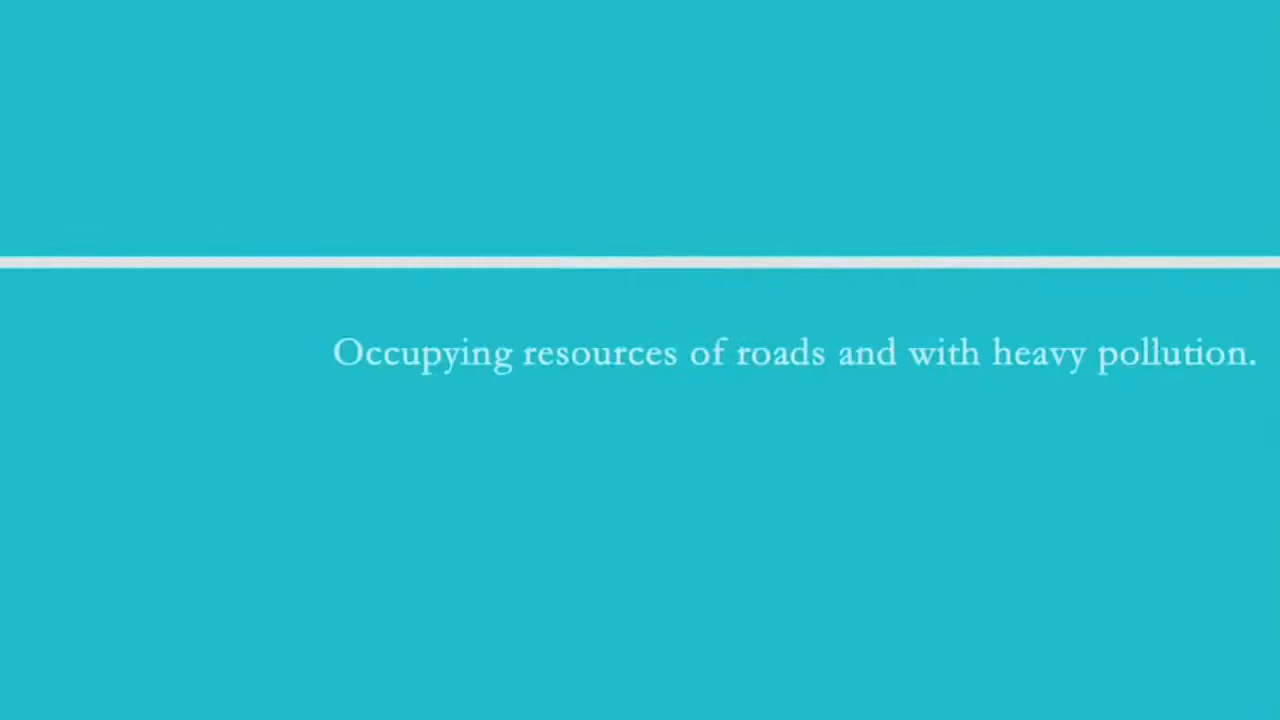 Occupying resources of roads and with heavy pollution.